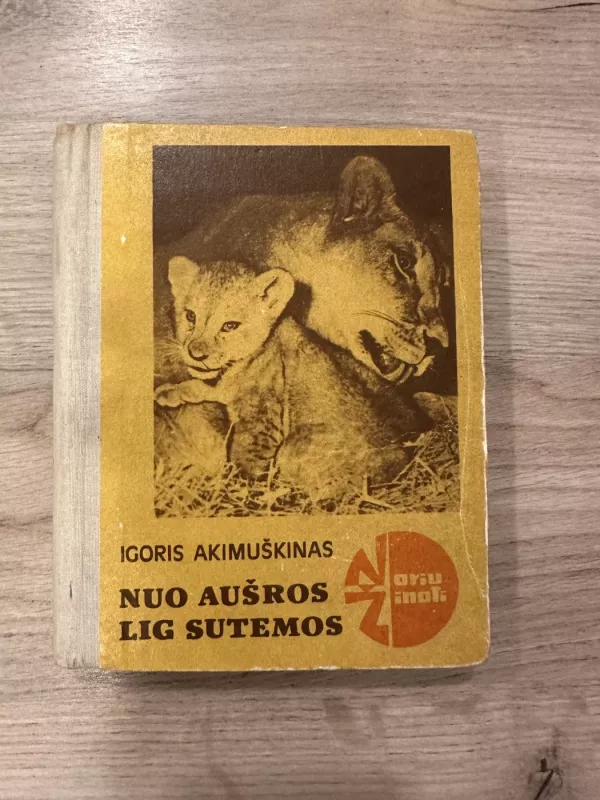 IGORIS AKIMUŠKINAS
NUO AUŠROS
LIG SUTEMOS
Noriu
Žinoti